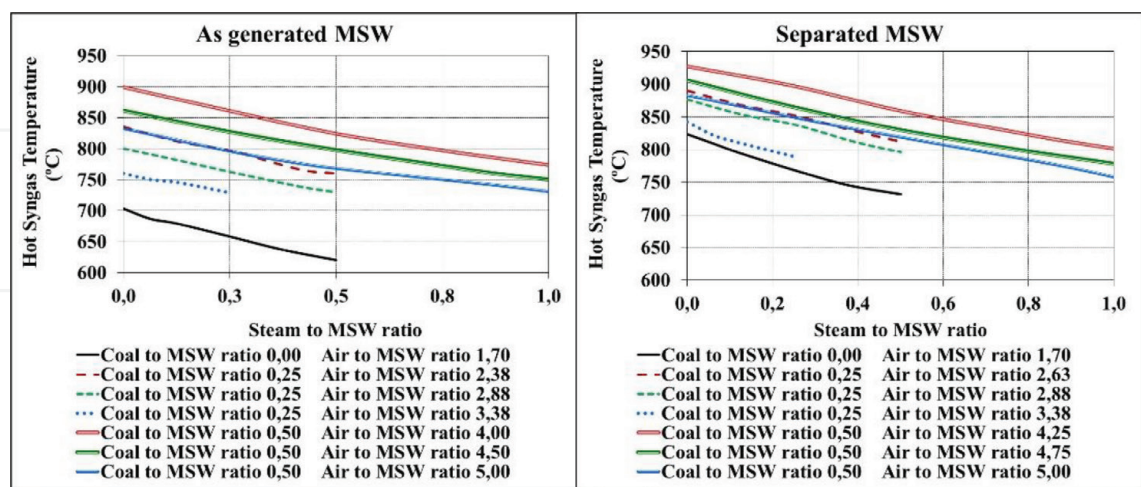 As generated MSW
Hot Syngas Temperature
(ºC)
950
900
850
800
750
700
650
600
0,0
0,3
0,5
0,8
1,0
Steam to MSW ratio
Coal to MSW ratio 0,00 Air to MSW ratio 1,70
Coal to MSW ratio 0,25 Air to MSW ratio 2,38
Coal to MSW ratio 0,25 Air to MSW ratio 2,88
Coal to MSW ratio 0,25 Air to MSW ratio 3,38
Coal to MSW ratio 0,50 Air to MSW ratio 4,00
Coal to MSW ratio 0,50 Air to MSW ratio 4,50
Coal to MSW ratio 0,50 Air to MSW ratio 5,00
Separated MSW
Hot Syngas Temperature
(ºC)
950
900
850
800
750
700
650
600
0,0
0,2
0,4
0,6
0,8
1,0
Steam to MSW ratio
Coal to MSW ratio 0,00 Air to MSW ratio 1,70
Coal to MSW ratio 0,25 Air to MSW ratio 2,63
Coal to MSW ratio 0,25 Air to MSW ratio 2,88
Coal to MSW ratio 0,25 Air to MSW ratio 3,38
Coal to MSW ratio 0,50 Air to MSW ratio 4,25
Coal to MSW ratio 0,50 Air to MSW ratio 4,75
Coal to MSW ratio 0,50 Air to MSW ratio 5,00